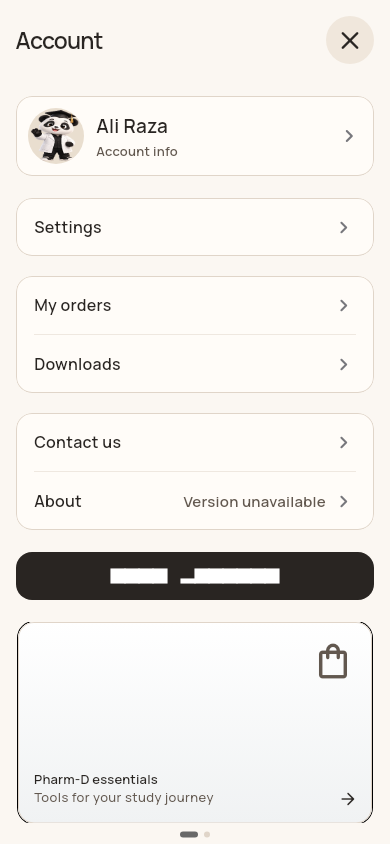 Account
Ali Raza
Account info
Settings
My orders
Downloads
Contact us
About Version unavailable
Pharm-D essentials
Tools for your study journey